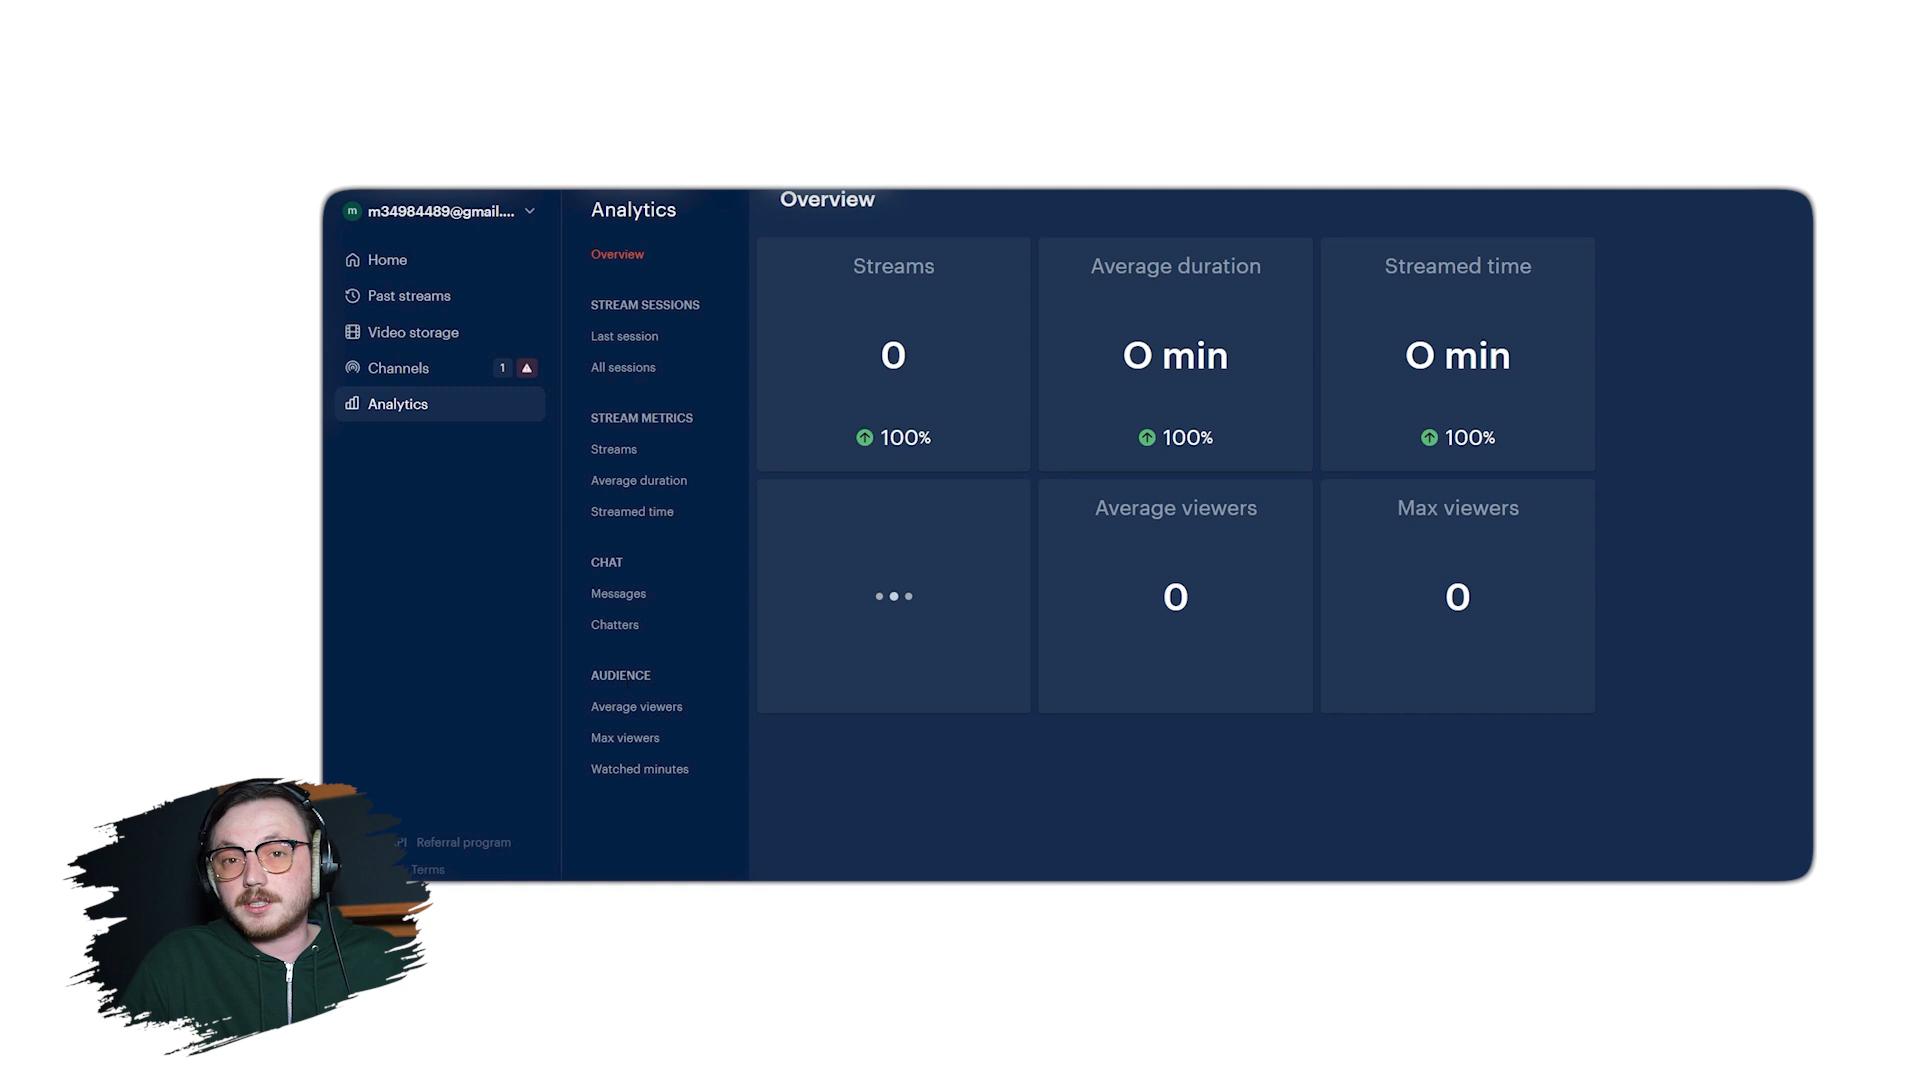 m
m34984489@gmail....
Home
Past streams
Video storage
Channels
1
Analytics
PI Referral program
Terms
Analytics
Overview
STREAM SESSIONS
Last session
All sessions
STREAM METRICS
Streams
Average duration
Streamed time
CHAT
Messages
Chatters
AUDIENCE
Average viewers
Max viewers
Watched minutes
Overview
Streams
0
100%
Average duration
0 min
100%
Streamed time
0 min
100%
Average viewers
0
Max viewers
0